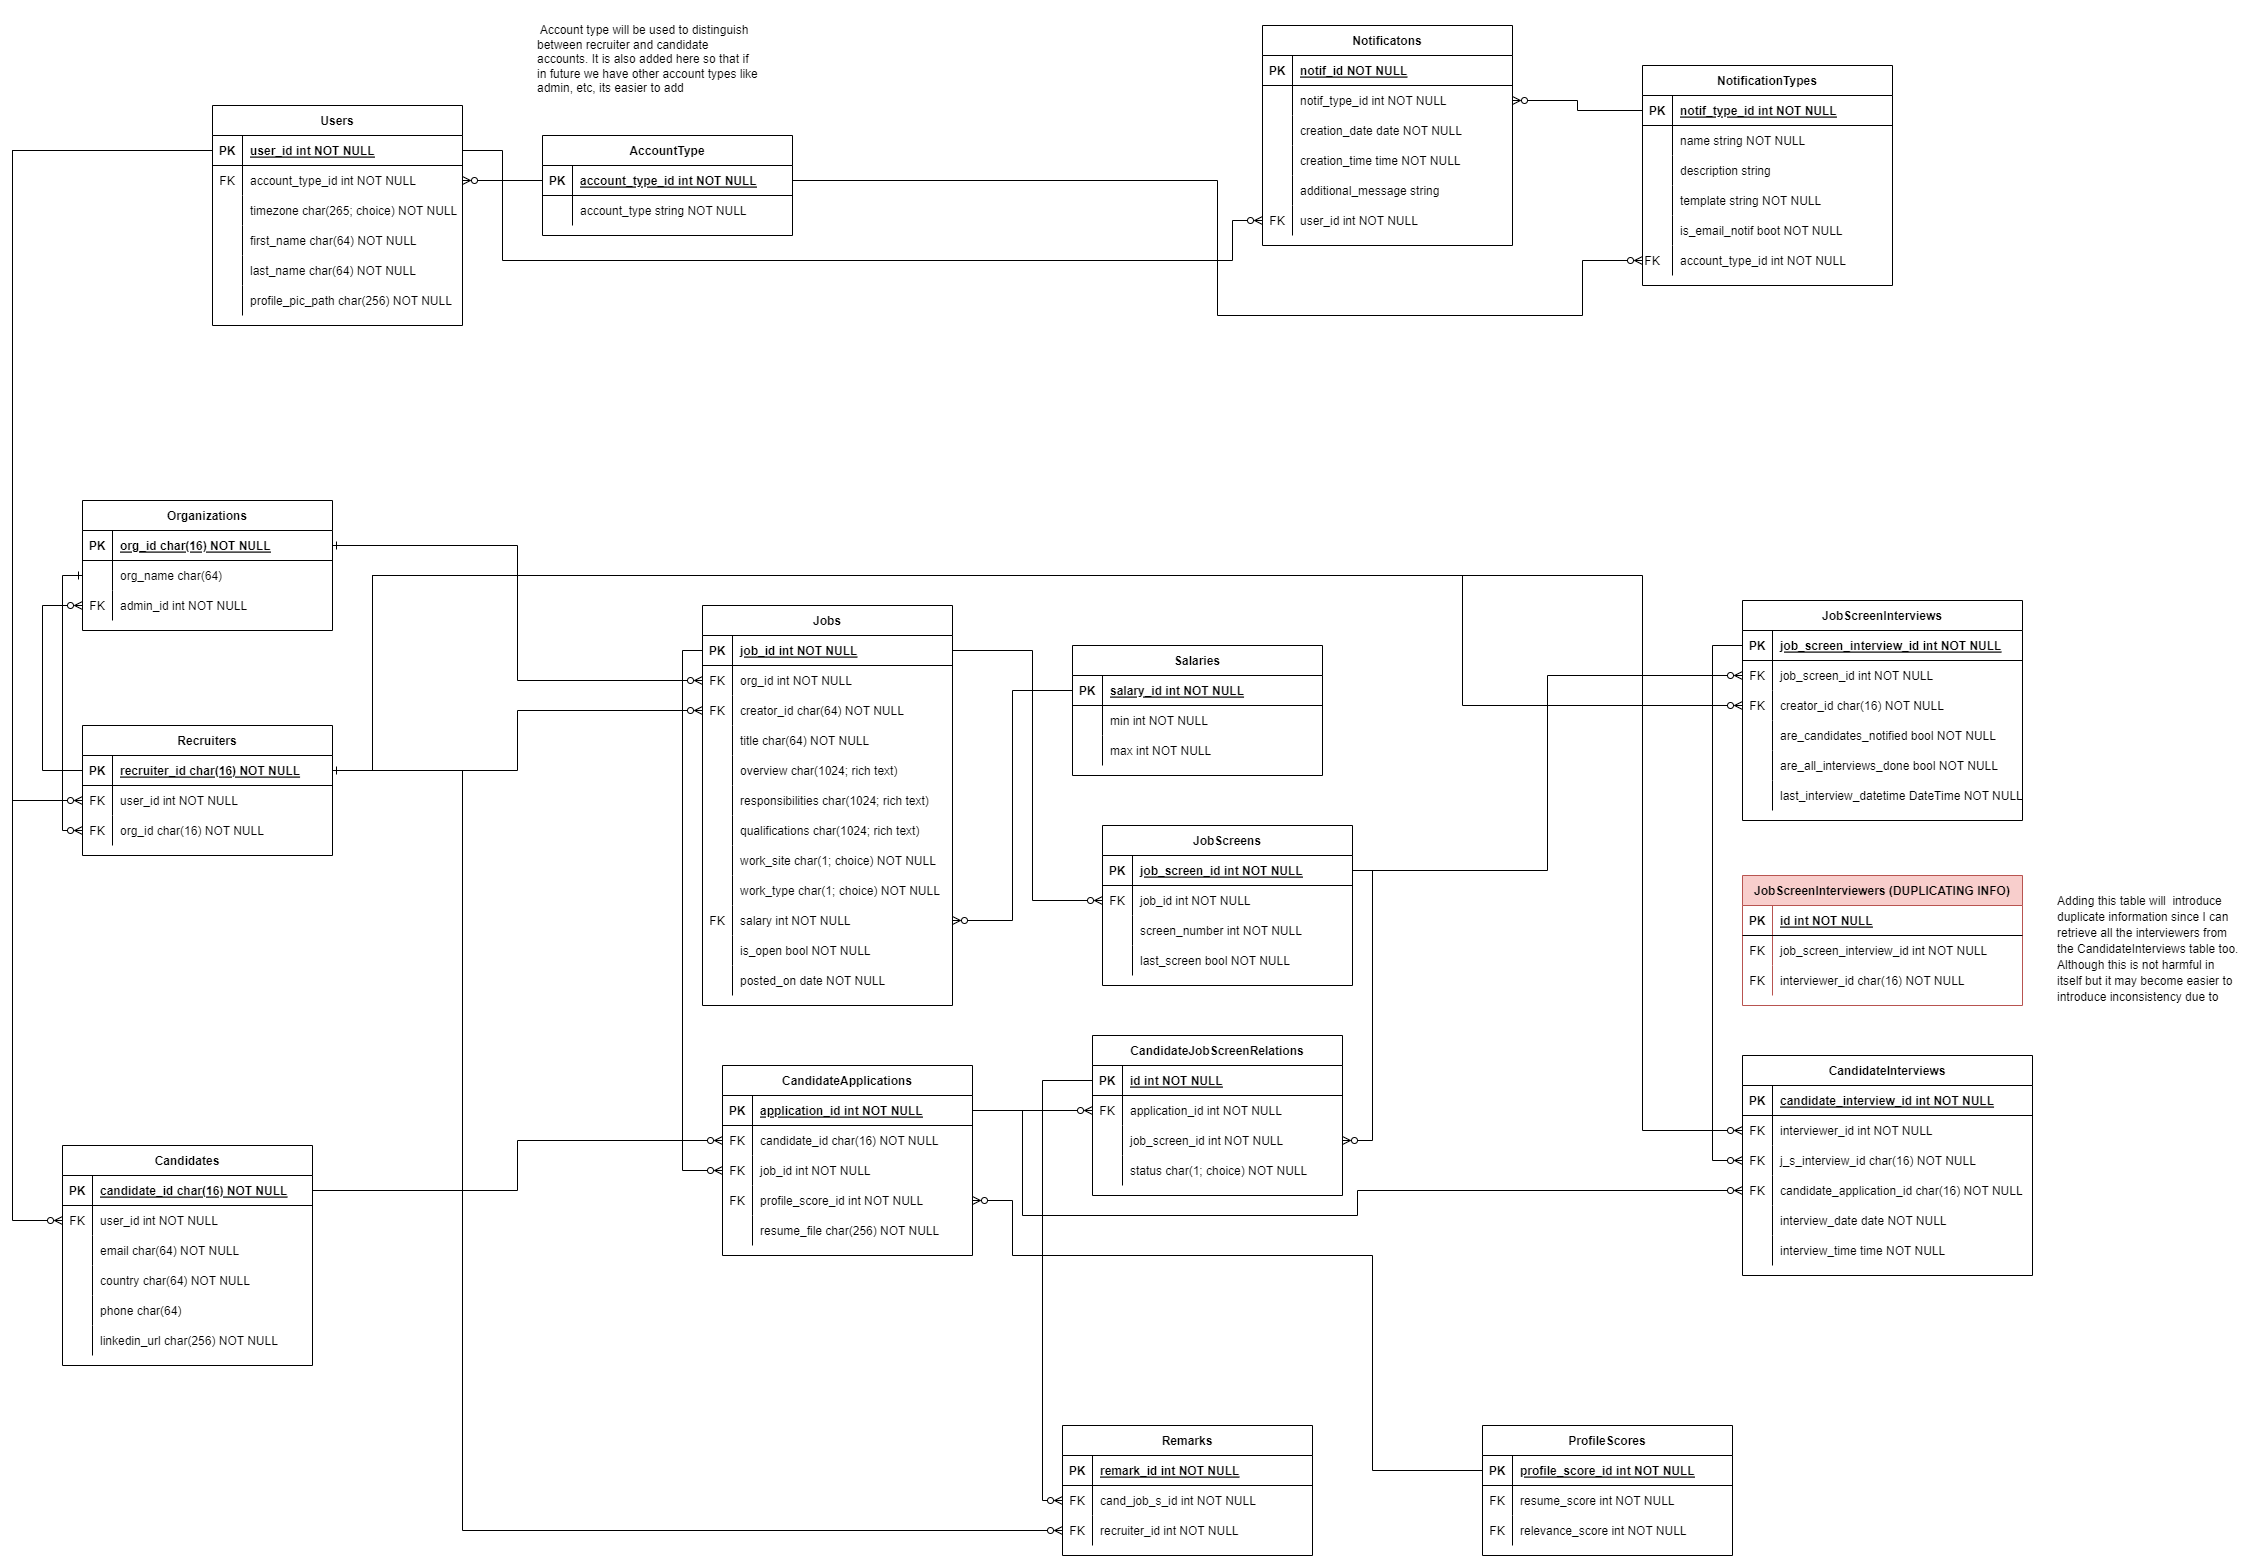 Account type will be used to distinguish
between recruiter and candidate
accounts. It is also added here so that if
in future we have other account types like
admin, etc, its easier to add
Users
PK user_id int NOT NULL
FK account_type_id int NOT NULL
timezone char(265; choice) NOT NULL
first_name char(64) NOT NULL
last_name char(64) NOT NULL
profile_pic_path char(256) NOT NULL
AccountType
PK account_type_id int NOT NULL
account_type string NOT NULL
Notificatons
PK notif_id NOT NULL
notif_type_id int NOT NULL
creation_date date NOT NULL
creation_time time NOT NULL
additional_message string
FK user_id int NOT NULL
NotificationTypes
PK notif_type_id int NOT NULL
name string NOT NULL
description string
template string NOT NULL
is_email_notif boot NOT NULL
FK account_type_id int NOT NULL
Organizations
PK org_id char(16) NOT NULL
org_name char(64)
FK admin_id int NOT NULL
Recruiters
PK recruiter_id char(16) NOT NULL
FK user_id int NOT NULL
FK org_id char(16) NOT NULL
Jobs
PK job_id int NOT NULL
FK org_id int NOT NULL
FK creator_id char(64) NOT NULL
title char(64) NOT NULL
overview char(1024; rich text)
responsibilities char(1024; rich text)
qualifications char(1024; rich text)
work_site char(1; choice) NOT NULL
work_type char(1; choice) NOT NULL
FK salary int NOT NULL
is_open bool NOT NULL
posted_on date NOT NULL
Salaries
PK salary_id int NOT NULL
min int NOT NULL
max int NOT NULL
JobScreens
PK job_screen_id int NOT NULL
FK job_id int NOT NULL
screen_number int NOT NULL
last_screen bool NOT NULL
JobScreenInterviews
PK job_screen_interview_id int NOT NULL
FK job_screen_id int NOT NULL
FK creator_id char(16) NOT NULL
are_candidates_notified bool NOT NULL
are_all_interviews_done bool NOT NULL
last_interview_datetime DateTime NOT NULL
JobScreenInterviewers (DUPLICATING INFO)
PK id int NOT NULL
FK job_screen_interview_id int NOT NULL
FK interviewer_id char(16) NOT NULL
Adding this table will introduce
duplicate information since I can
retrieve all the interviewers from
the CandidateInterviews table too.
Although this is not harmful in
itself but it may become easier to
introduce inconsistency due to
CandidateJobScreenRelations
PK id int NOT NULL
FK application_id int NOT NULL
job_screen_id int NOT NULL
status char(1; choice) NOT NULL
CandidateApplications
PK application_id int NOT NULL
FK candidate_id char(16) NOT NULL
FK job_id int NOT NULL
FK profile_score_id int NOT NULL
resume_file char(256) NOT NULL
CandidateInterviews
PK candidate_interview_id int NOT NULL
FK interviewer_id int NOT NULL
FK j_s_interview_id char(16) NOT NULL
FK candidate_application_id char(16) NOT NULL
interview_date date NOT NULL
interview_time time NOT NULL
Candidates
PK candidate_id char(16) NOT NULL
FK user_id int NOT NULL
email char(64) NOT NULL
country char(64) NOT NULL
phone char(64)
linkedin_url char(256) NOT NULL
Remarks
PK remark_id int NOT NULL
FK cand_job_s_id int NOT NULL
FK recruiter_id int NOT NULL
ProfileScores
PK profile_score_id int NOT NULL
FK resume_score int NOT NULL
FK relevance_score int NOT NULL